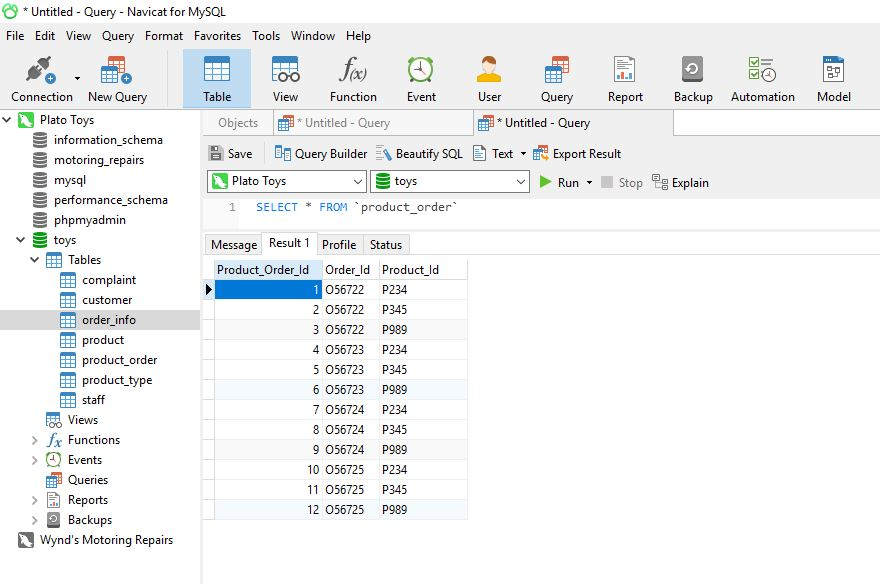 * Untitled - Query - Navicat for MySQL
File Edit View Query Format Favorites Tools Window Help
Connection New Query Table View Function Event User Query Report Backup Automation Model
f(x)
Plato Toys
information_schema
motoring_repairs
mysql
performance_schema
phpmyadmin
toys
Tables
complaint
customer
order_info
product
product_order
product_type
staff
Views
fx Functions
Events
Queries
Reports
Backups
Wynd's Motoring Repairs
Objects * Untitled - Query * Untitled - Query
Save Query Builder Beautify SQL Text Export Result
Plato Toys toys Run Stop Explain
1 SELECT * FROM `product_order`
Message Result 1 Profile Status
Product_Order_Id Order_Id Product_Id
1 O56722 P234
2 O56722 P345
3 O56722 P989
4 O56723 P234
5 O56723 P345
6 O56723 P989
7 O56724 P234
8 O56724 P345
9 O56724 P989
10 O56725 P234
11 O56725 P345
12 O56725 P989